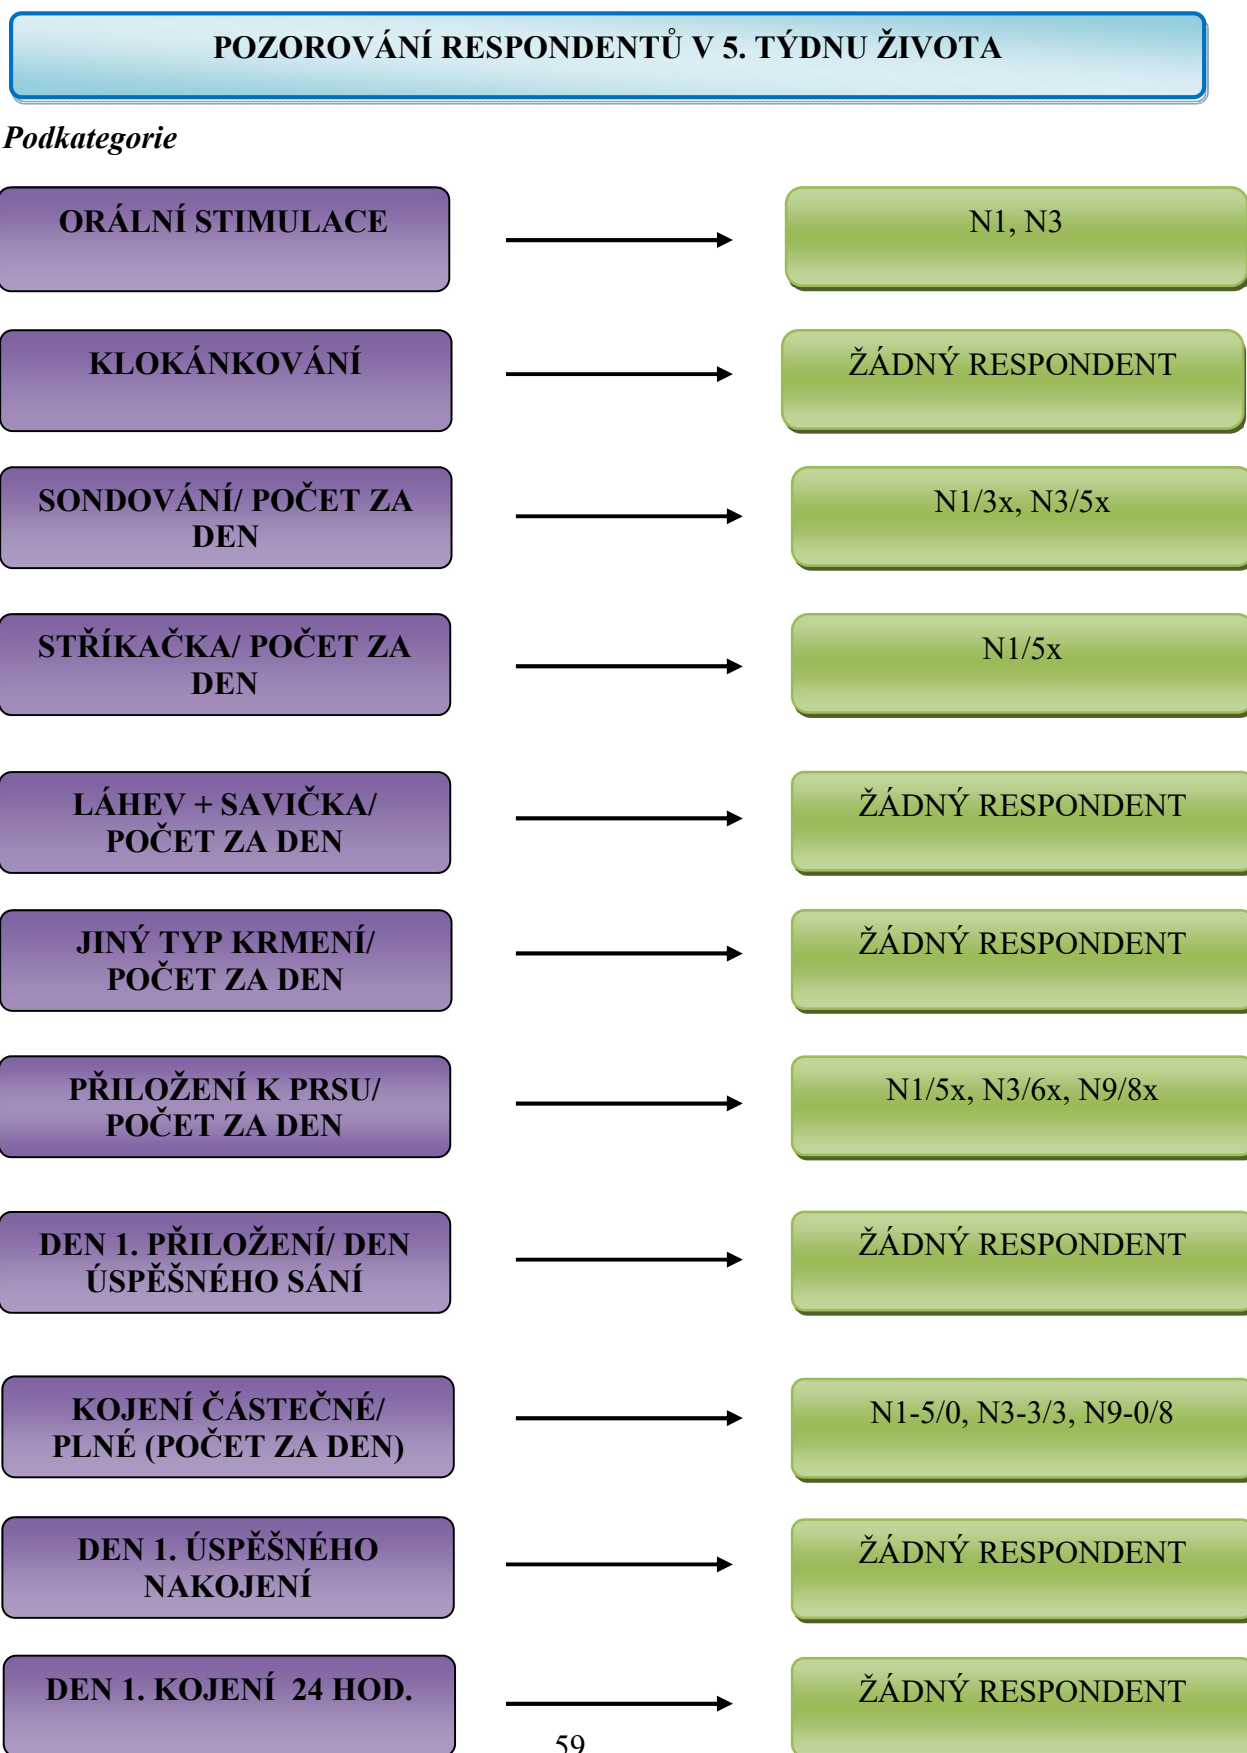 POZOROVÁNÍ RESPONDENTŮ V 5. TÝDNU ŽIVOTA
Podkategorie
ORÁLNÍ STIMULACE
N1, N3
KLOKÁNKOVÁNÍ
ŽÁDNÝ RESPONDENT
SONDOVÁNÍ/ POČET ZA
DEN
N1/3x, N3/5x
STŘÍKAČKA/ POČET ZA
DEN
N1/5x
LÁHEV + SAVIČKA/
POČET ZA DEN
ŽÁDNÝ RESPONDENT
JINÝ TYP KRMENÍ/
POČET ZA DEN
ŽÁDNÝ RESPONDENT
PŘILOŽENÍ K PRSU/
POČET ZA DEN
N1/5x, N3/6x, N9/8x
DEN 1. PŘILOŽENÍ/ DEN
ÚSPĚŠNÉHO SÁNÍ
ŽÁDNÝ RESPONDENT
KOJENÍ ČÁSTEČNÉ/
PLNÉ (POČET ZA DEN)
N1-5/0, N3-3/3, N9-0/8
DEN 1. ÚSPĚŠNÉHO
NAKOJENÍ
ŽÁDNÝ RESPONDENT
DEN 1. KOJENÍ  24 HOD.
ŽÁDNÝ RESPONDENT
59